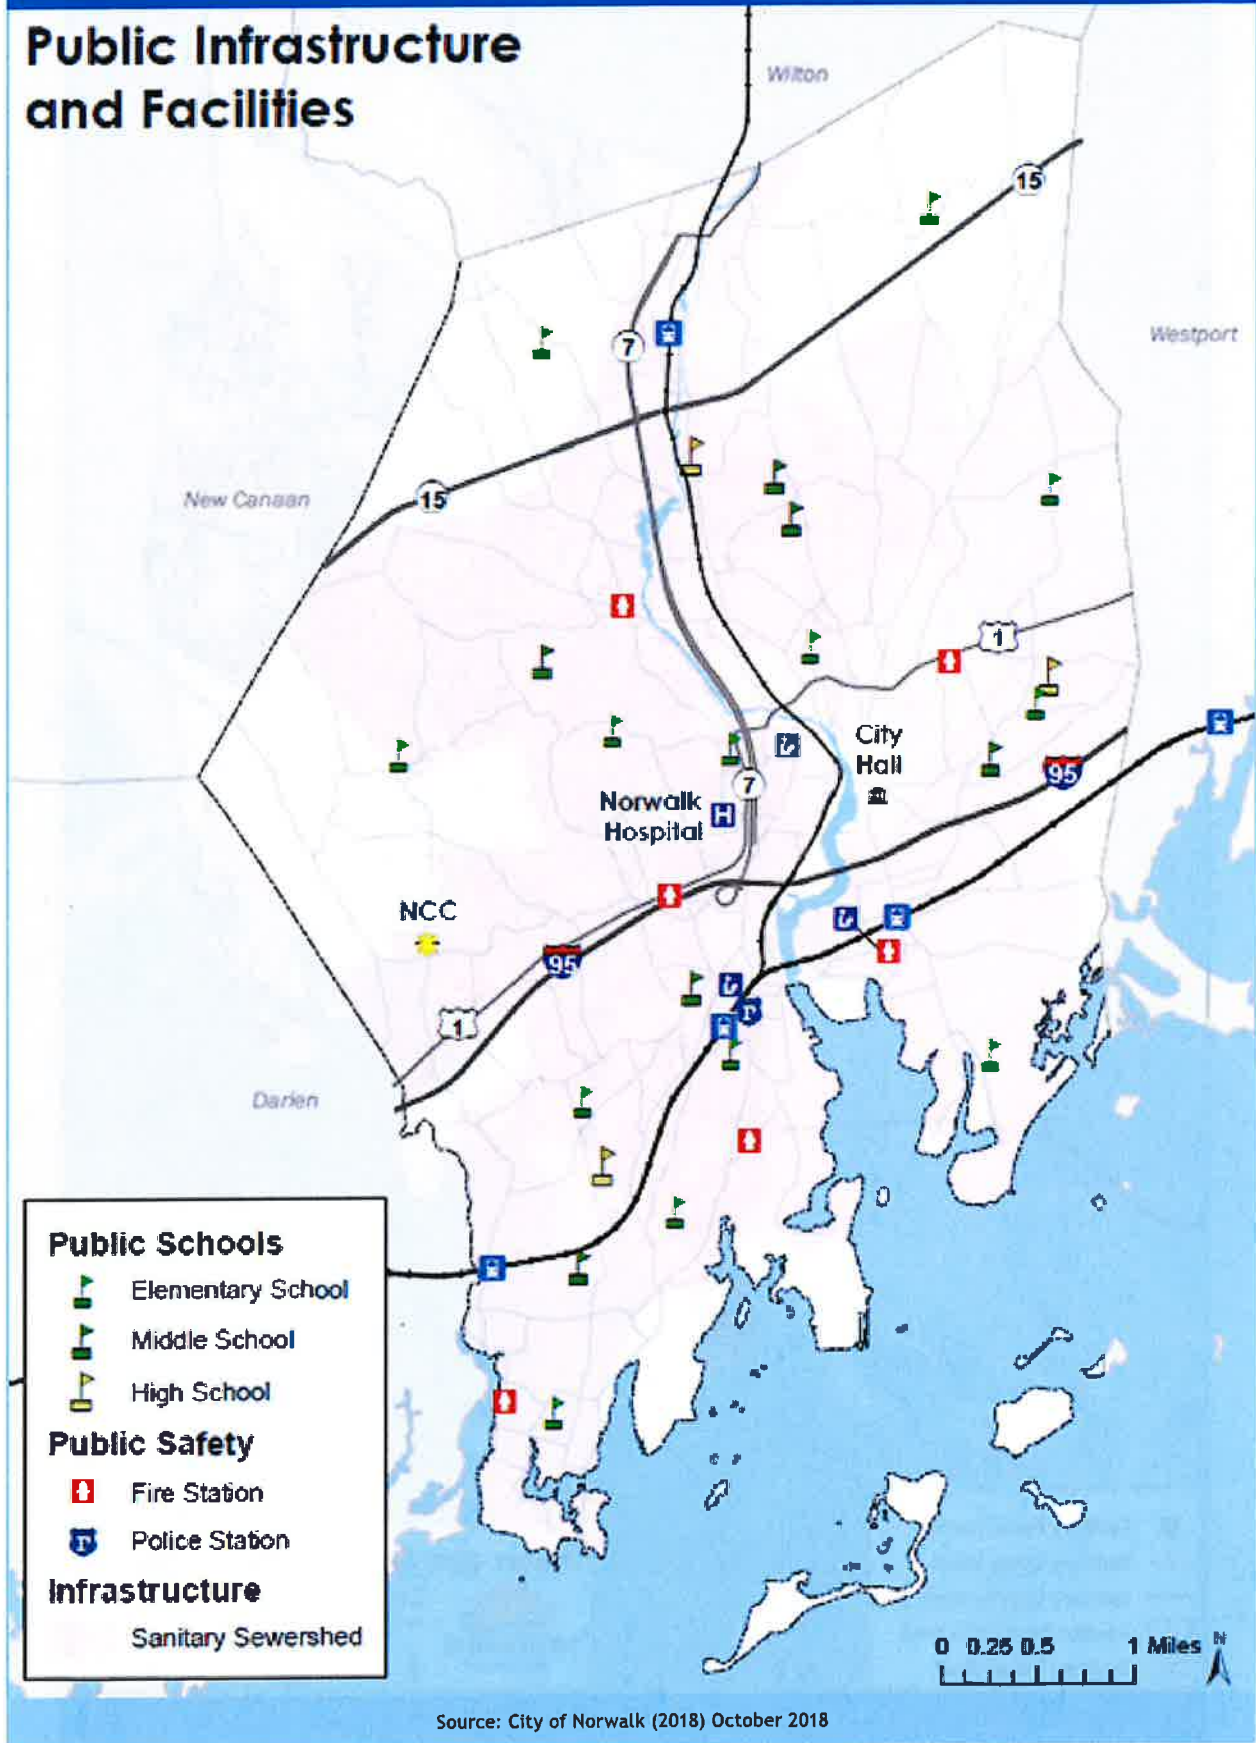 Public Infrastructure
and Facilities
Wilton
15
7
Westport
New Canaan
15
1
City
Hall
95
7
Norwalk
Hospital
H
NCC
95
1
Darien
Public Schools
Elementary School
Middle School
High School
Public Safety
Fire Station
Police Station
Infrastructure
Sanitary Sewershed
0 0.25 0.5 1 Miles
N
Source: City of Norwalk (2018) October 2018